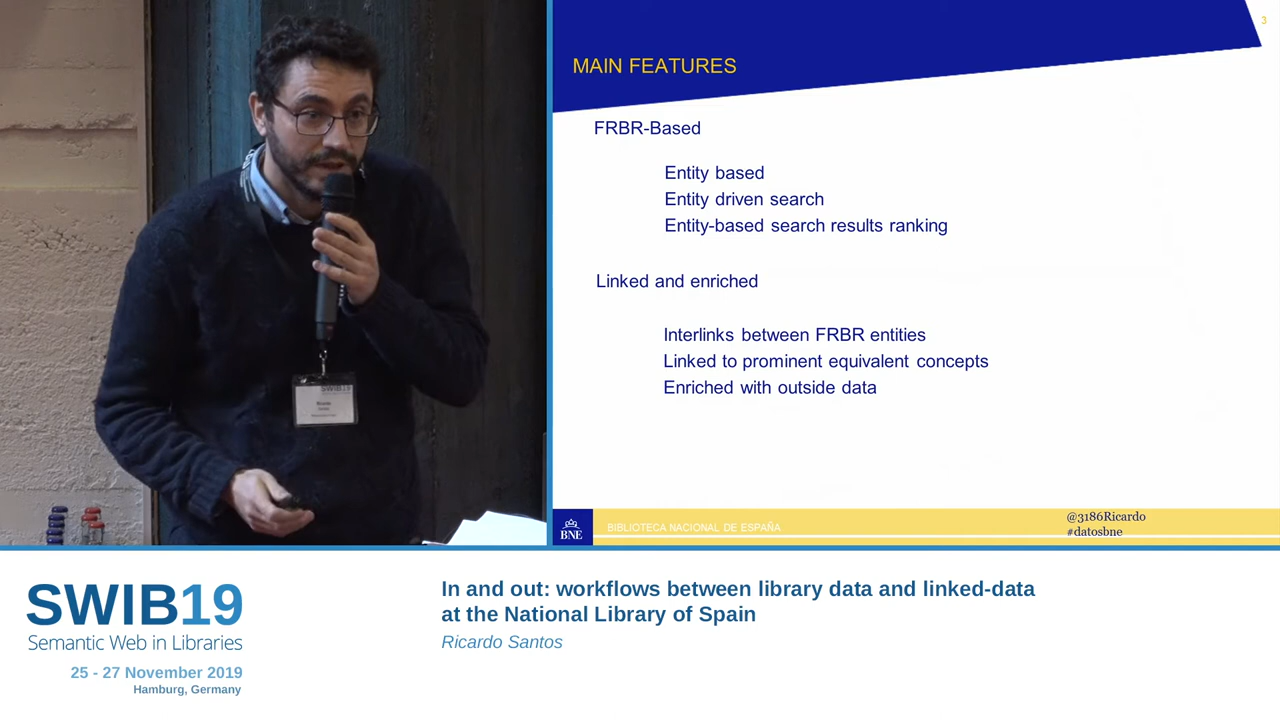 3
MAIN FEATURES
FRBR-Based
Entity based
Entity driven search
Entity-based search results ranking
Linked and enriched
Interlinks between FRBR entities
Linked to prominent equivalent concepts
Enriched with outside data
BNE
BIBLIOTECA NACIONAL DE ESPAÑA
@3186Ricardo
#datosbne
SWIB19
SWIB19
Semantic Web in Libraries
25 - 27 November 2019
Hamburg, Germany
In and out: workflows between library data and linked-data
at the National Library of Spain
Ricardo Santos